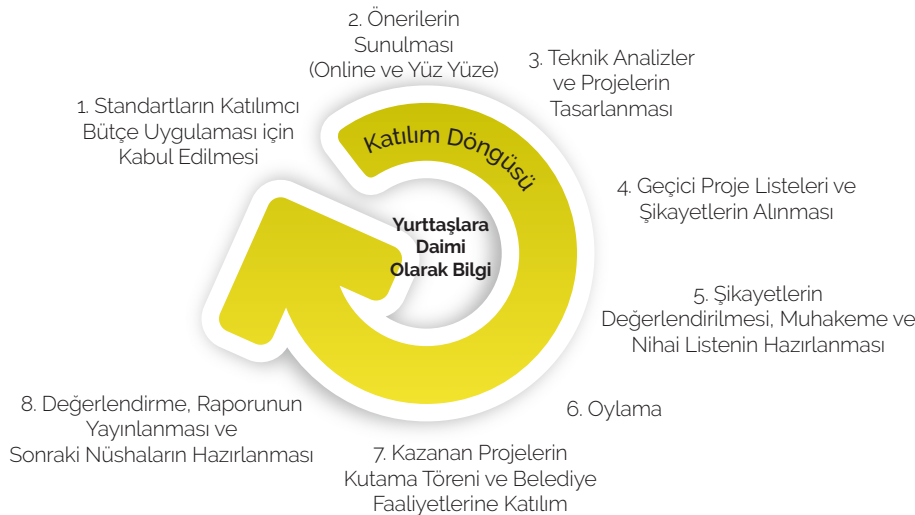 1. Standartların Katılımcı
Bütçe Uygulaması için
Kabul Edilmesi
2. Önerilerin
Sunulması
(Online ve Yüz Yüze)
3. Teknik Analizler
ve Projelerin
Tasarlanması
4. Geçici Proje Listeleri ve
Şikayetlerin Alınması
5. Şikayetlerin
Değerlendirilmesi, Muhakeme ve
Nihai Listenin Hazırlanması
6. Oylama
7. Kazanan Projelerin
Kutama Töreni ve Belediye
Faaliyetlerine Katılım
8. Değerlendirme, Raporunun
Yayınlanması ve
Sonraki Nüshaların Hazırlanması
Katılım Döngüsü
Yurttaşlara
Daimi
Olarak Bilgi